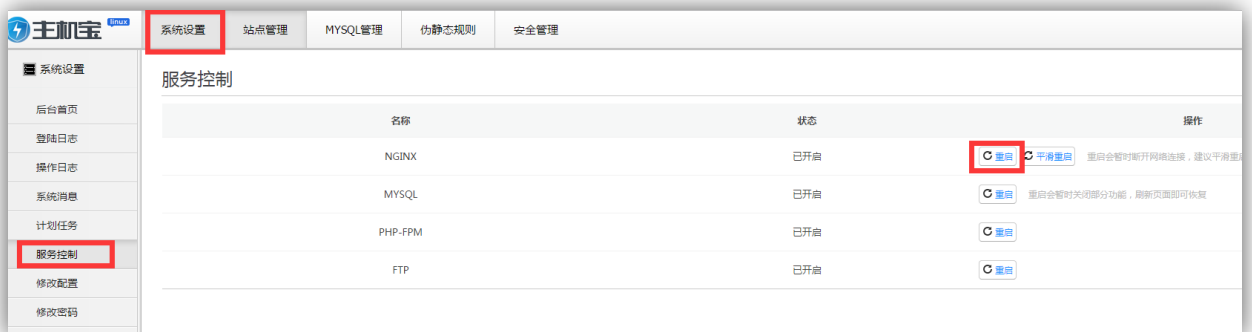 主机宝 linux
系统设置 站点管理 MYSQL管理 伪静态规则 安全管理
系统设置
后台首页
登陆日志
操作日志
系统消息
计划任务
服务控制
修改配置
修改密码
服务控制
名称 状态 操作
NGINX 已开启 重启 平滑重启 重启会暂时断开网络连接，建议平滑重启
MYSQL 已开启 重启 重启会暂时关闭部分功能，刷新页面即可恢复
PHP-FPM 已开启 重启
FTP 已开启 重启